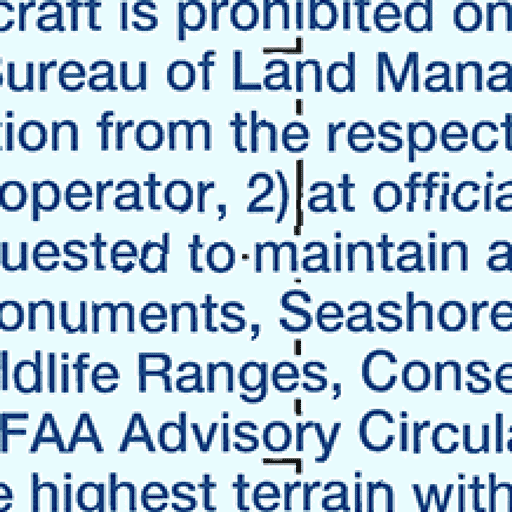 craft is prohibited on
ureau of Land Mana
tion from the respect
operator, 2) at officia
uested to maintain a
onuments, Seashore
ldlife Ranges, Conse
FAA Advisory Circula
e highest terrain with